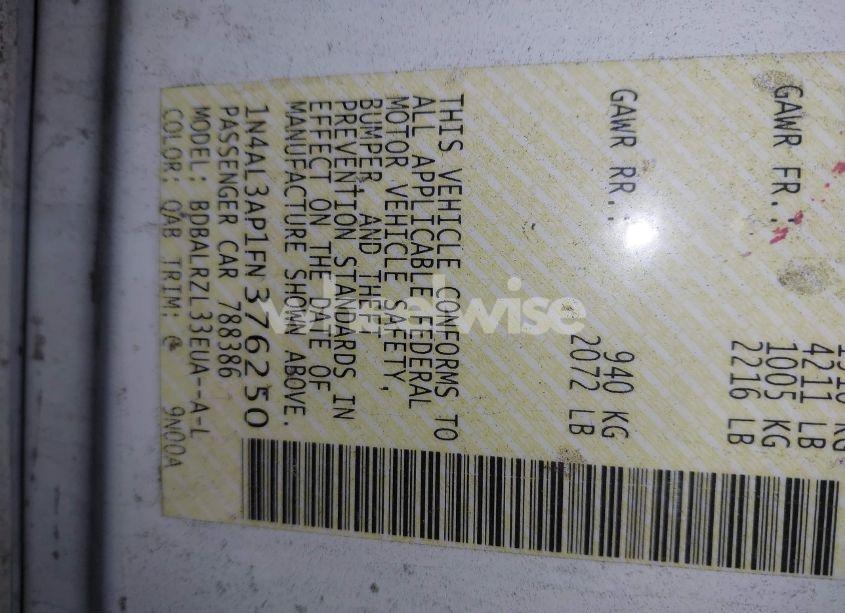 4211 LB
GAWR FR.: 1005 KG
2216 LB
GAWR RR.: 940 KG
2072 LB
THIS VEHICLE CONFORMS TO
ALL APPLICABLE FEDERAL
MOTOR VEHICLE SAFETY,
BUMPER, AND THEFT
PREVENTION STANDARDS IN
EFFECT ON THE DATE OF
MANUFACTURE SHOWN ABOVE.
1N4AL3AP1FN376250
PASSENGER CAR 788386
MODEL: BDBALRZL33EUA--A-L
COLOR: QAB TRIM: 9N00A
wheelwise